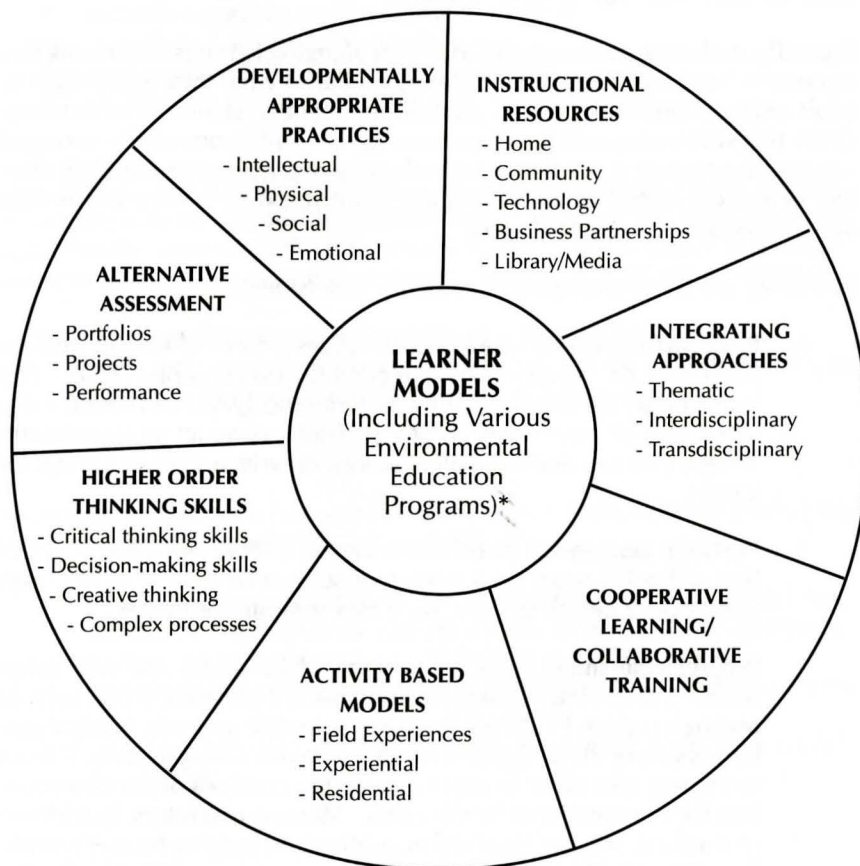 DEVELOPMENTALLY
APPROPRIATE
PRACTICES
- Intellectual
- Physical
- Social
- Emotional
INSTRUCTIONAL
RESOURCES
- Home
- Community
- Technology
- Business Partnerships
- Library/Media
INTEGRATING
APPROACHES
- Thematic
- Interdisciplinary
- Transdisciplinary
COOPERATIVE
LEARNING/
COLLABORATIVE
TRAINING
ACTIVITY BASED
MODELS
- Field Experiences
- Experiential
- Residential
HIGHER ORDER
THINKING SKILLS
- Critical thinking skills
- Decision-making skills
- Creative thinking
- Complex processes
ALTERNATIVE
ASSESSMENT
- Portfolios
- Projects
- Performance
LEARNER
MODELS
(Including Various
Environmental
Education
Programs)*